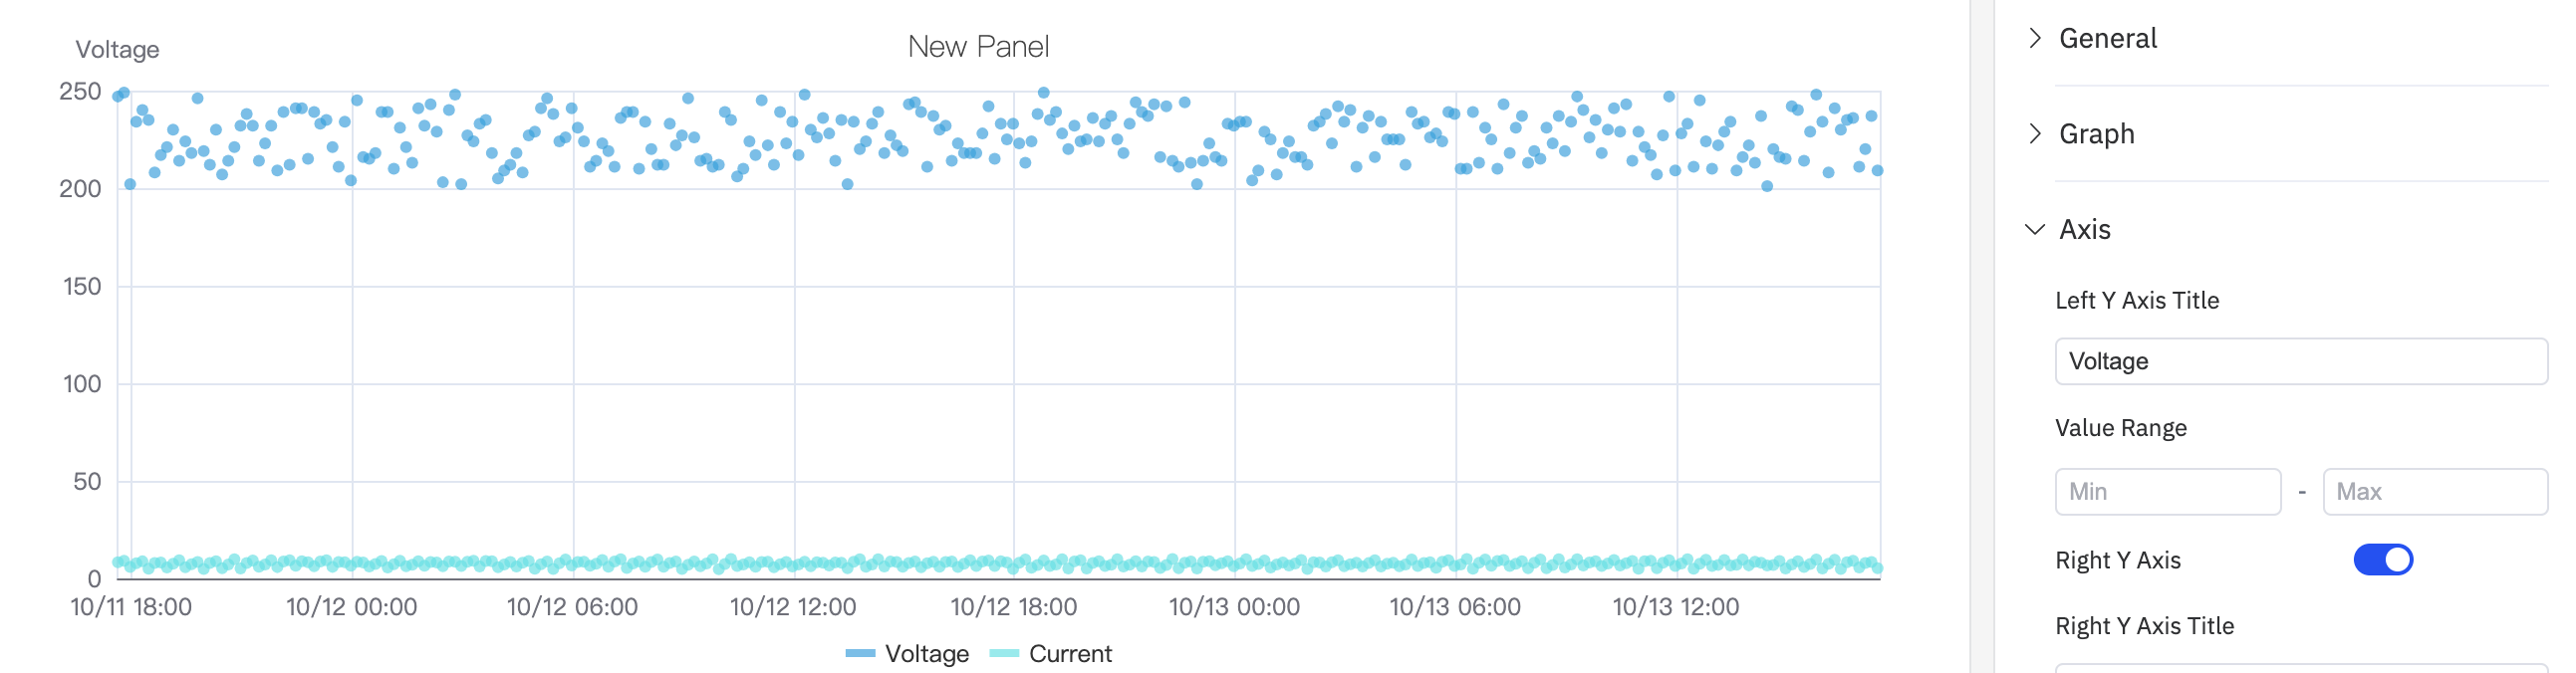 Voltage
New Panel
250
200
150
100
50
0
10/11 18:00
10/12 00:00
10/12 06:00
10/12 12:00
10/12 18:00
10/13 00:00
10/13 06:00
10/13 12:00
Voltage
Current
General
Graph
Axis
Left Y Axis Title
Voltage
Value Range
Min - Max
Right Y Axis
Right Y Axis Title